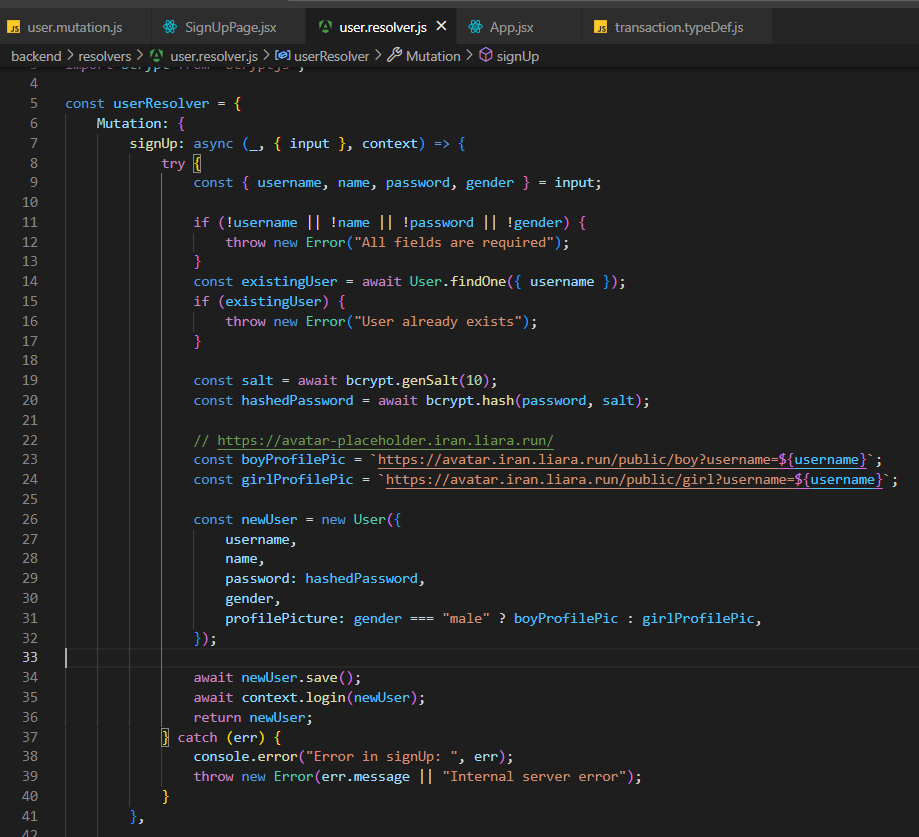 user.mutation.js SignUpPage.jsx user.resolver.js App.jsx transaction.typeDef.js
backend > resolvers > user.resolver.js > userResolver > Mutation > signUp
4
5 const userResolver = {
6 Mutation: {
7 signUp: async (_, { input }, context) => {
8 try {
9 const { username, name, password, gender } = input;
10
11 if (!username || !name || !password || !gender) {
12 throw new Error("All fields are required");
13 }
14 const existingUser = await User.findOne({ username });
15 if (existingUser) {
16 throw new Error("User already exists");
17 }
18
19 const salt = await bcrypt.genSalt(10);
20 const hashedPassword = await bcrypt.hash(password, salt);
21
22 // https://avatar-placeholder.iran.liara.run/
23 const boyProfilePic = `https://avatar.iran.liara.run/public/boy?username=${username}`;
24 const girlProfilePic = `https://avatar.iran.liara.run/public/girl?username=${username}`;
25
26 const newUser = new User({
27 username,
28 name,
29 password: hashedPassword,
30 gender,
31 profilePicture: gender === "male" ? boyProfilePic : girlProfilePic,
32 });
33
34 await newUser.save();
35 await context.login(newUser);
36 return newUser;
37 } catch (err) {
38 console.error("Error in signUp: ", err);
39 throw new Error(err.message || "Internal server error");
40 }
41 },
42